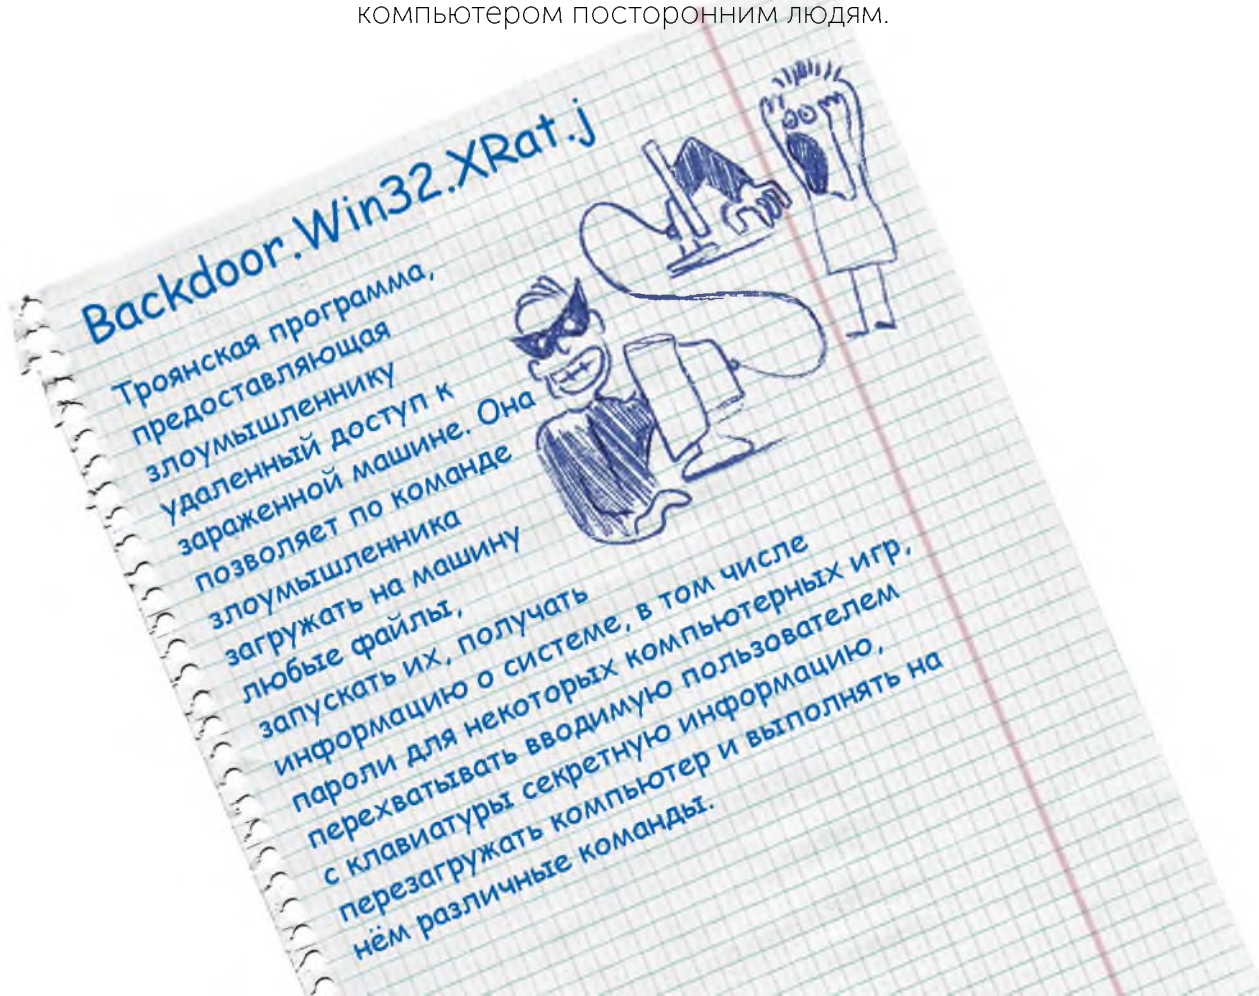 компьютером посторонним людям.
Backdoor.Win32.XRat.j
Троянская программа,
предоставляющая
злоумышленнику
удаленный доступ к
зараженной машине. Она
позволяет по команде
злоумышленника
загружать на машину
любые файлы,
запускать их, получать
информацию о системе, в том числе
пароли для некоторых компьютерных игр,
перехватывать вводимую пользователем
с клавиатуры секретную информацию,
перезагружать компьютер и выполнять на
нём различные команды.